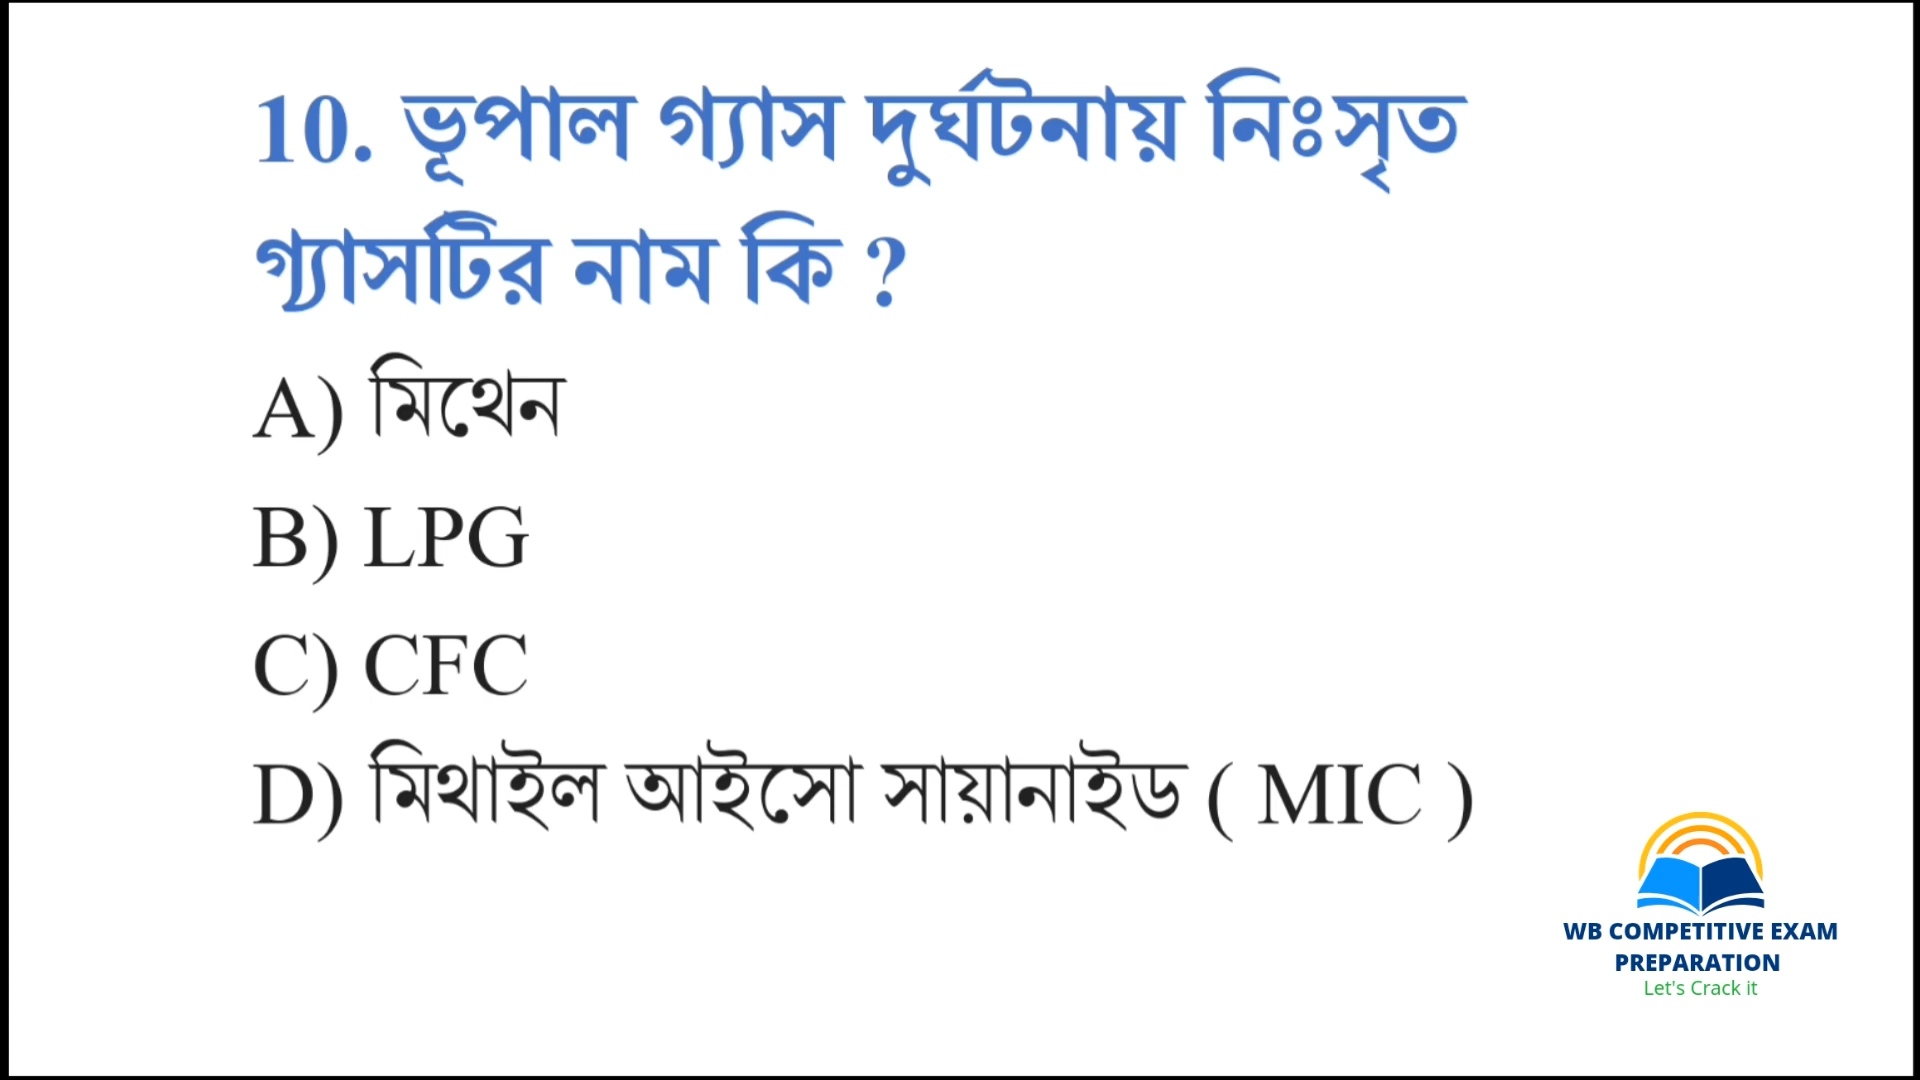 10. ভূপাল গ্যাস দুর্ঘটনায় নিঃসৃত
গ্যাসটির নাম কি ?
A) মিথেন
B) LPG
C) CFC
D) মিথাইল আইসো সায়ানাইড ( MIC )
WB COMPETITIVE EXAM
PREPARATION
Let's Crack it